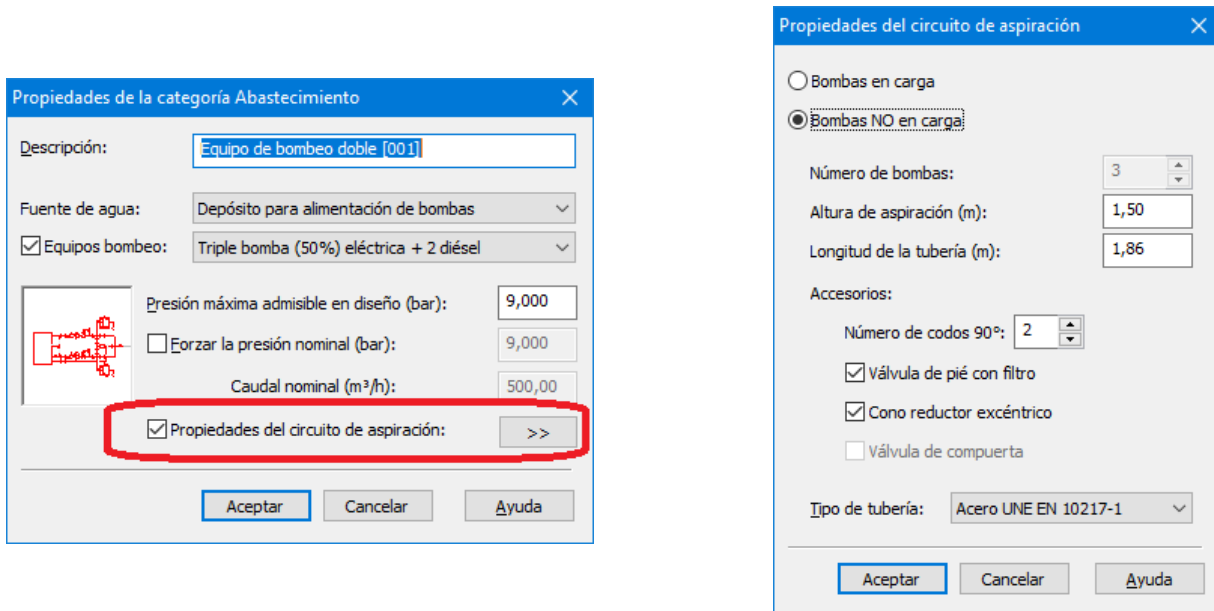 Propiedades de la categoría Abastecimiento
Descripción: Equipo de bombeo doble [001]
Fuente de agua: Depósito para alimentación de bombas
Equipos bombeo: Triple bomba (50%) eléctrica + 2 diésel
Presión máxima admisible en diseño (bar): 9,000
Forzar la presión nominal (bar): 9,000
Caudal nominal (m³/h): 500,00
Propiedades del circuito de aspiración: >>
Aceptar Cancelar Ayuda
Propiedades del circuito de aspiración
Bombas en carga
Bombas NO en carga
Número de bombas: 3
Altura de aspiración (m): 1,50
Longitud de la tubería (m): 1,86
Accesorios:
Número de codos 90º: 2
Válvula de pié con filtro
Cono reductor excéntrico
Válvula de compuerta
Tipo de tubería: Acero UNE EN 10217-1
Aceptar Cancelar Ayuda